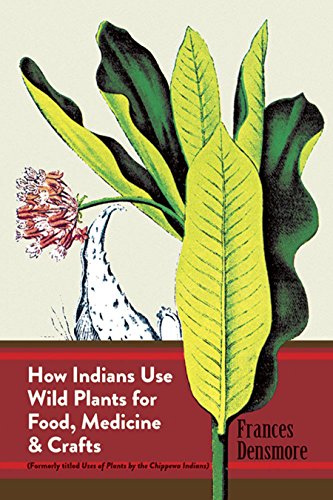 How Indians Use
Wild Plants for
Food, Medicine
& Crafts
(Formerly titled Uses of Plants by the Chippewa Indians)
Frances
Densmore